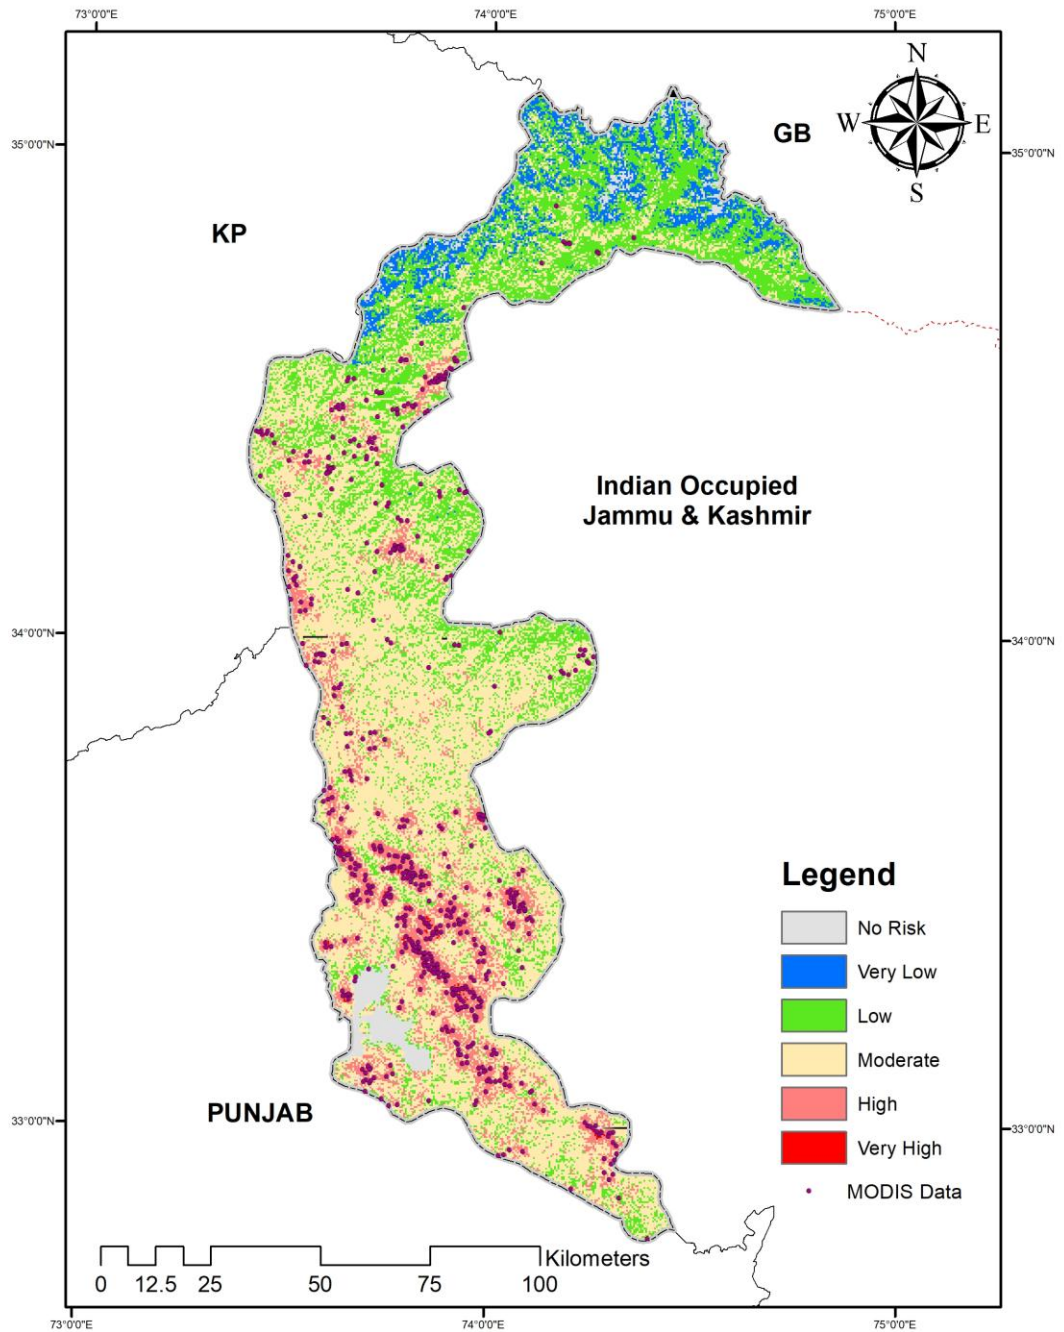 73°0'0"E
74°0'0"E
75°0'0"E
N
W
E
S
GB
35°0'0"N
35°0'0"N
KP
Indian Occupied
Jammu & Kashmir
34°0'0"N
34°0'0"N
Legend
No Risk
Very Low
Low
Moderate
High
Very High
MODIS Data
PUNJAB
33°0'0"N
33°0'0"N
Kilometers
0 12.5 25 50 75 100
73°0'0"E
74°0'0"E
75°0'0"E